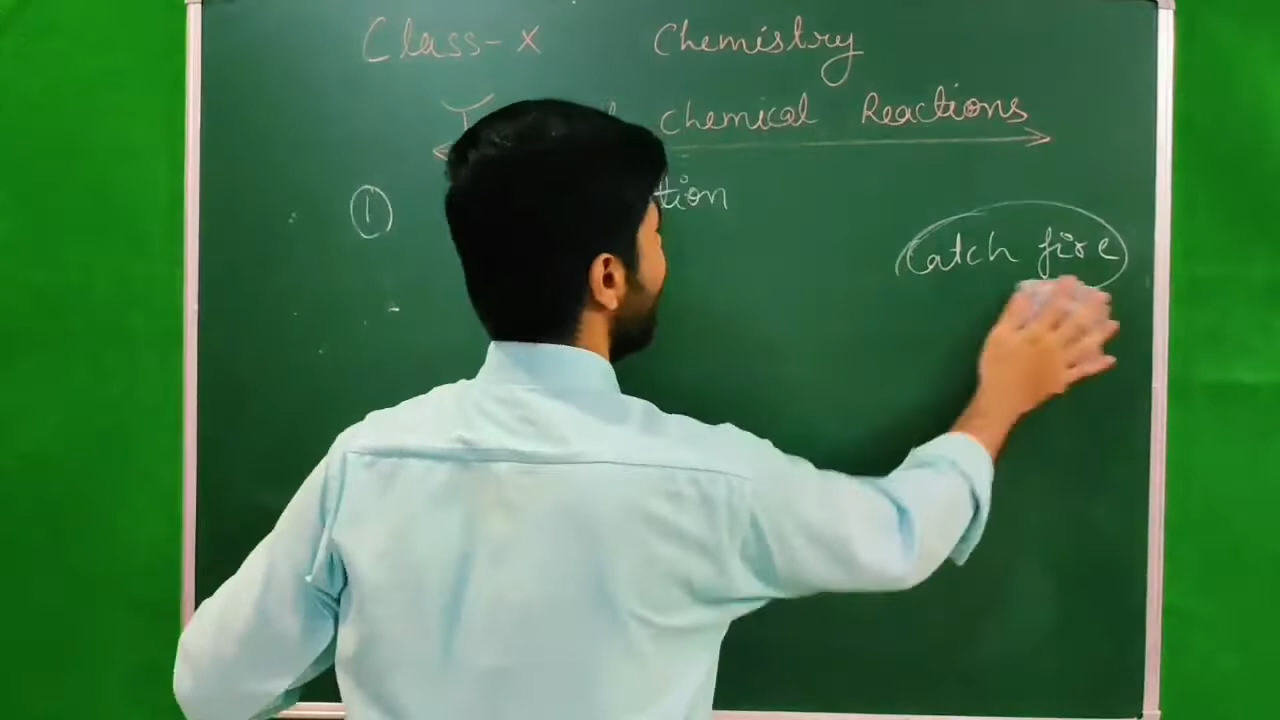 Class-X Chemistry
T chemical Reactions
① tion
Catch fire